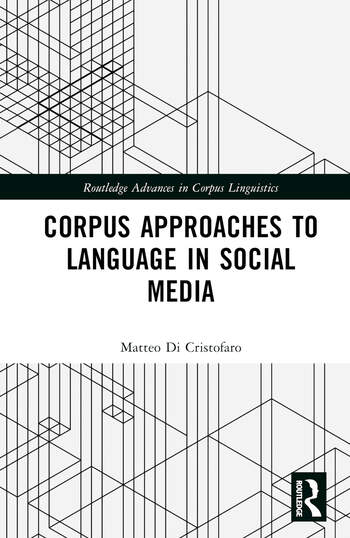 Routledge Advances in Corpus Linguistics
CORPUS APPROACHES TO
LANGUAGE IN SOCIAL
MEDIA
Matteo Di Cristofaro
ROUTLEDGE